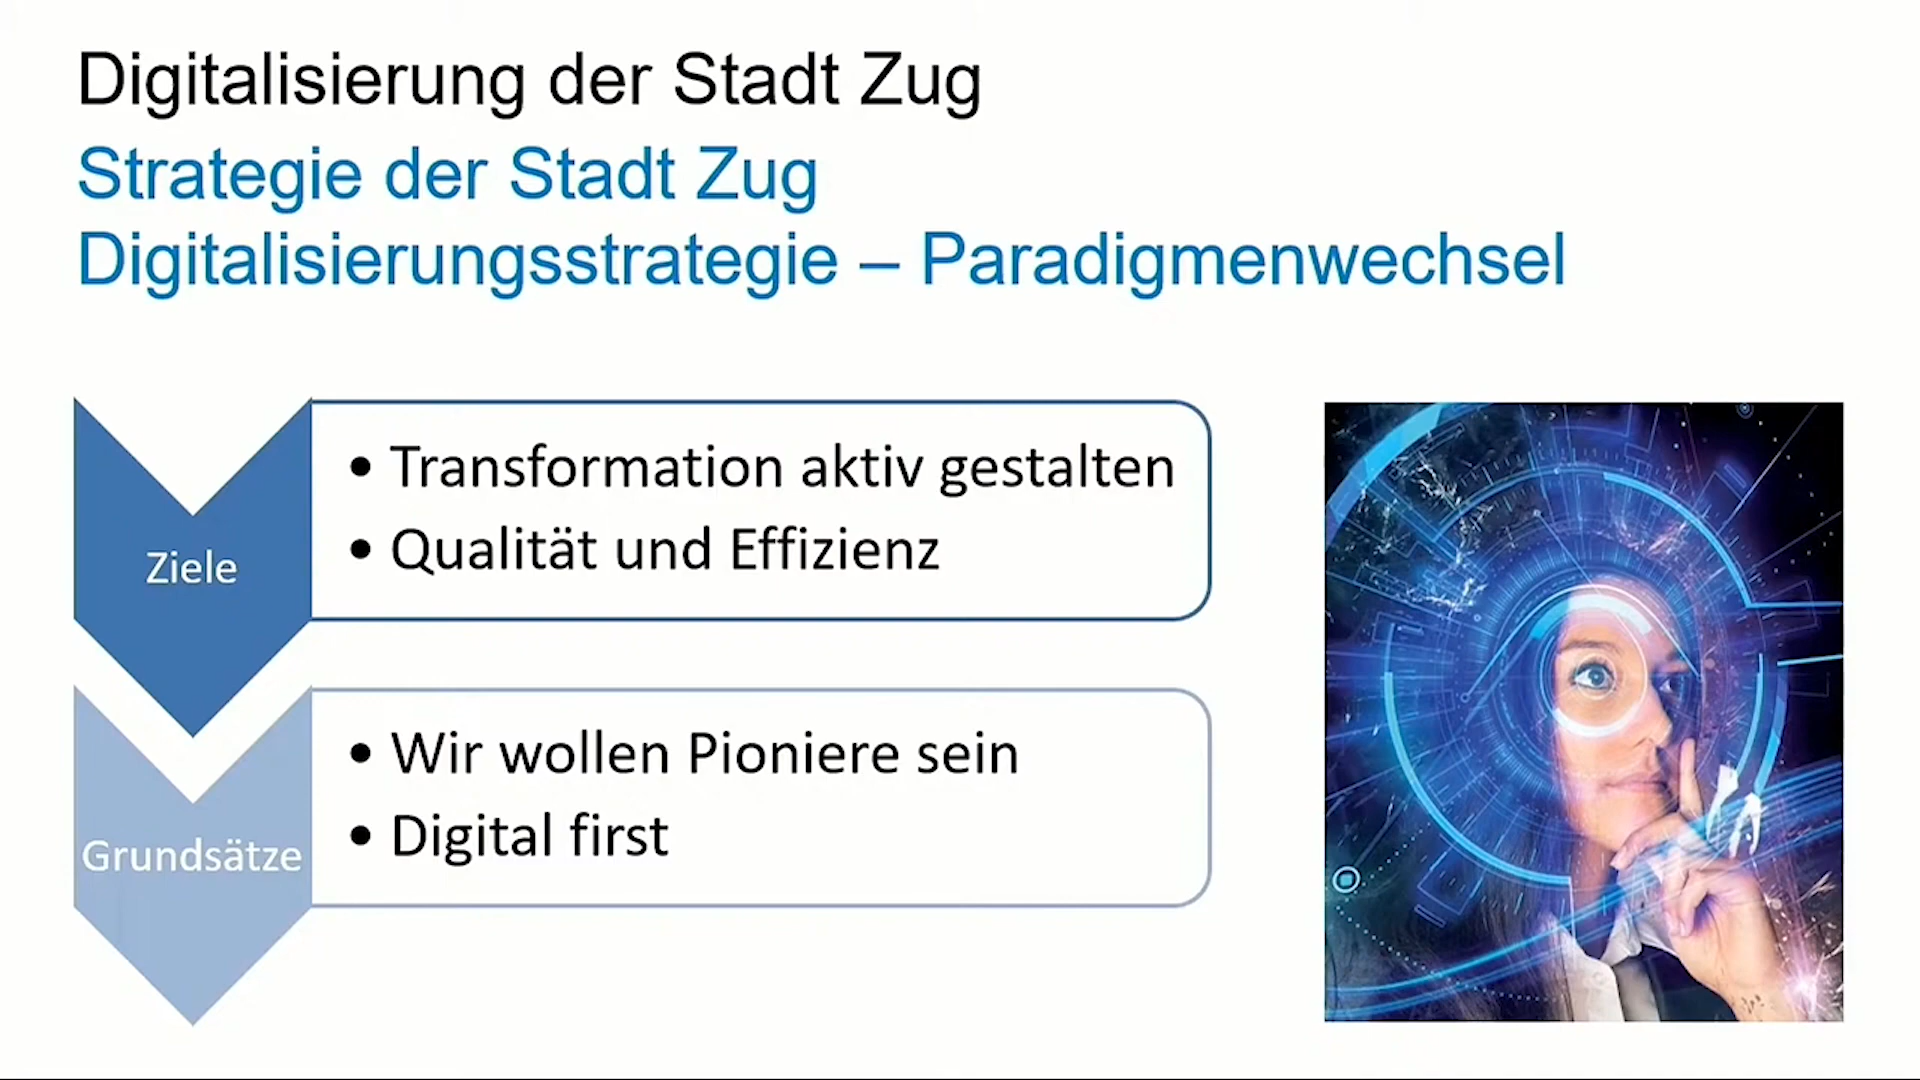 Digitalisierung der Stadt Zug
Strategie der Stadt Zug
Digitalisierungsstrategie – Paradigmenwechsel
Ziele
• Transformation aktiv gestalten
• Qualität und Effizienz
Grundsätze
• Wir wollen Pioniere sein
• Digital first